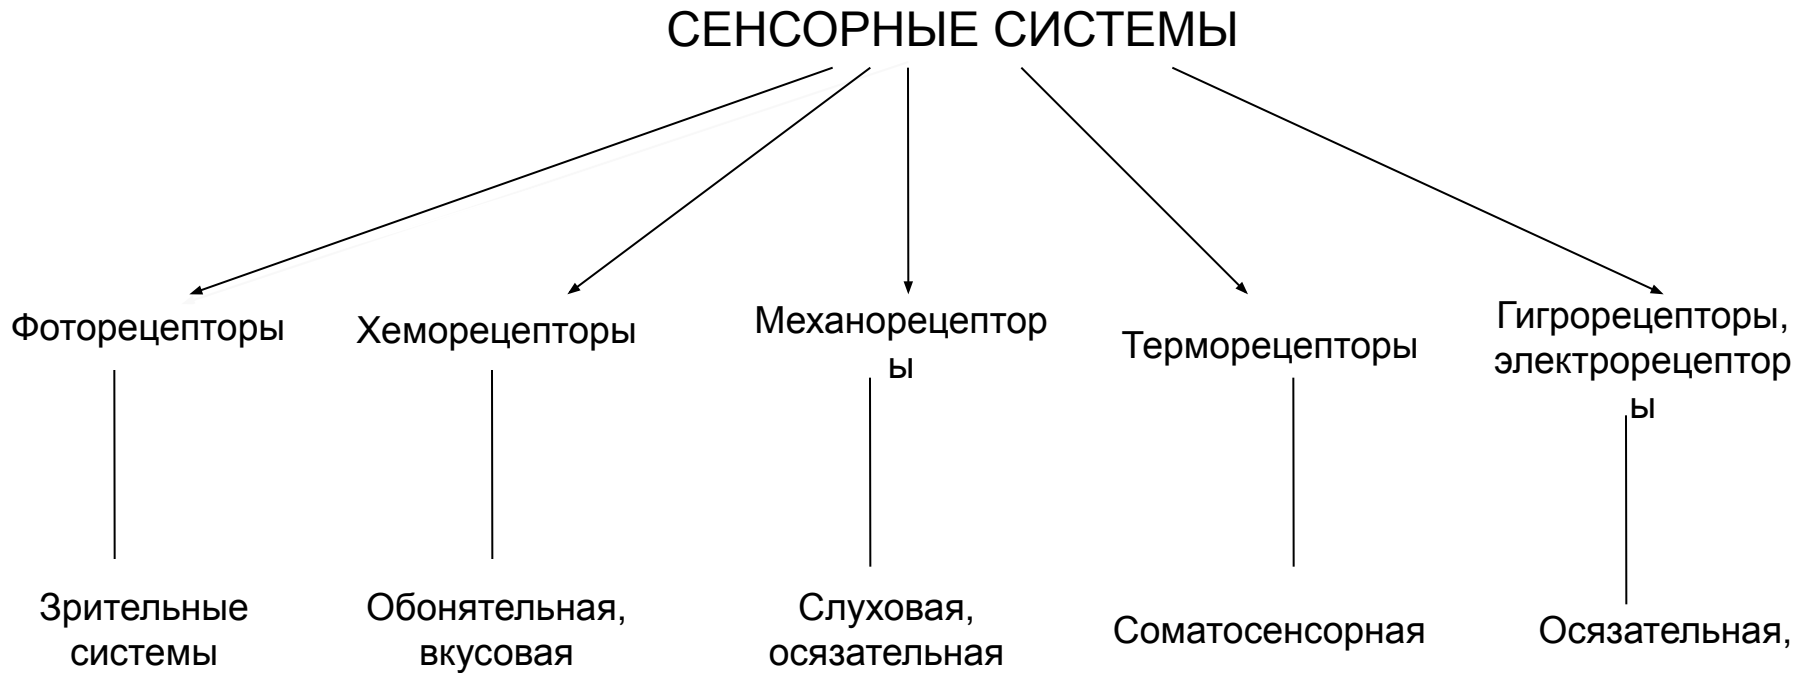 СЕНСОРНЫЕ СИСТЕМЫ
Фоторецепторы
Хеморецепторы
Механорецептор
ы
Терморецепторы
Гигрорецепторы,
электрорецептор
ы
Зрительные
системы
Обонятельная,
вкусовая
Слуховая,
осязательная
Соматосенсорная
Осязательная,